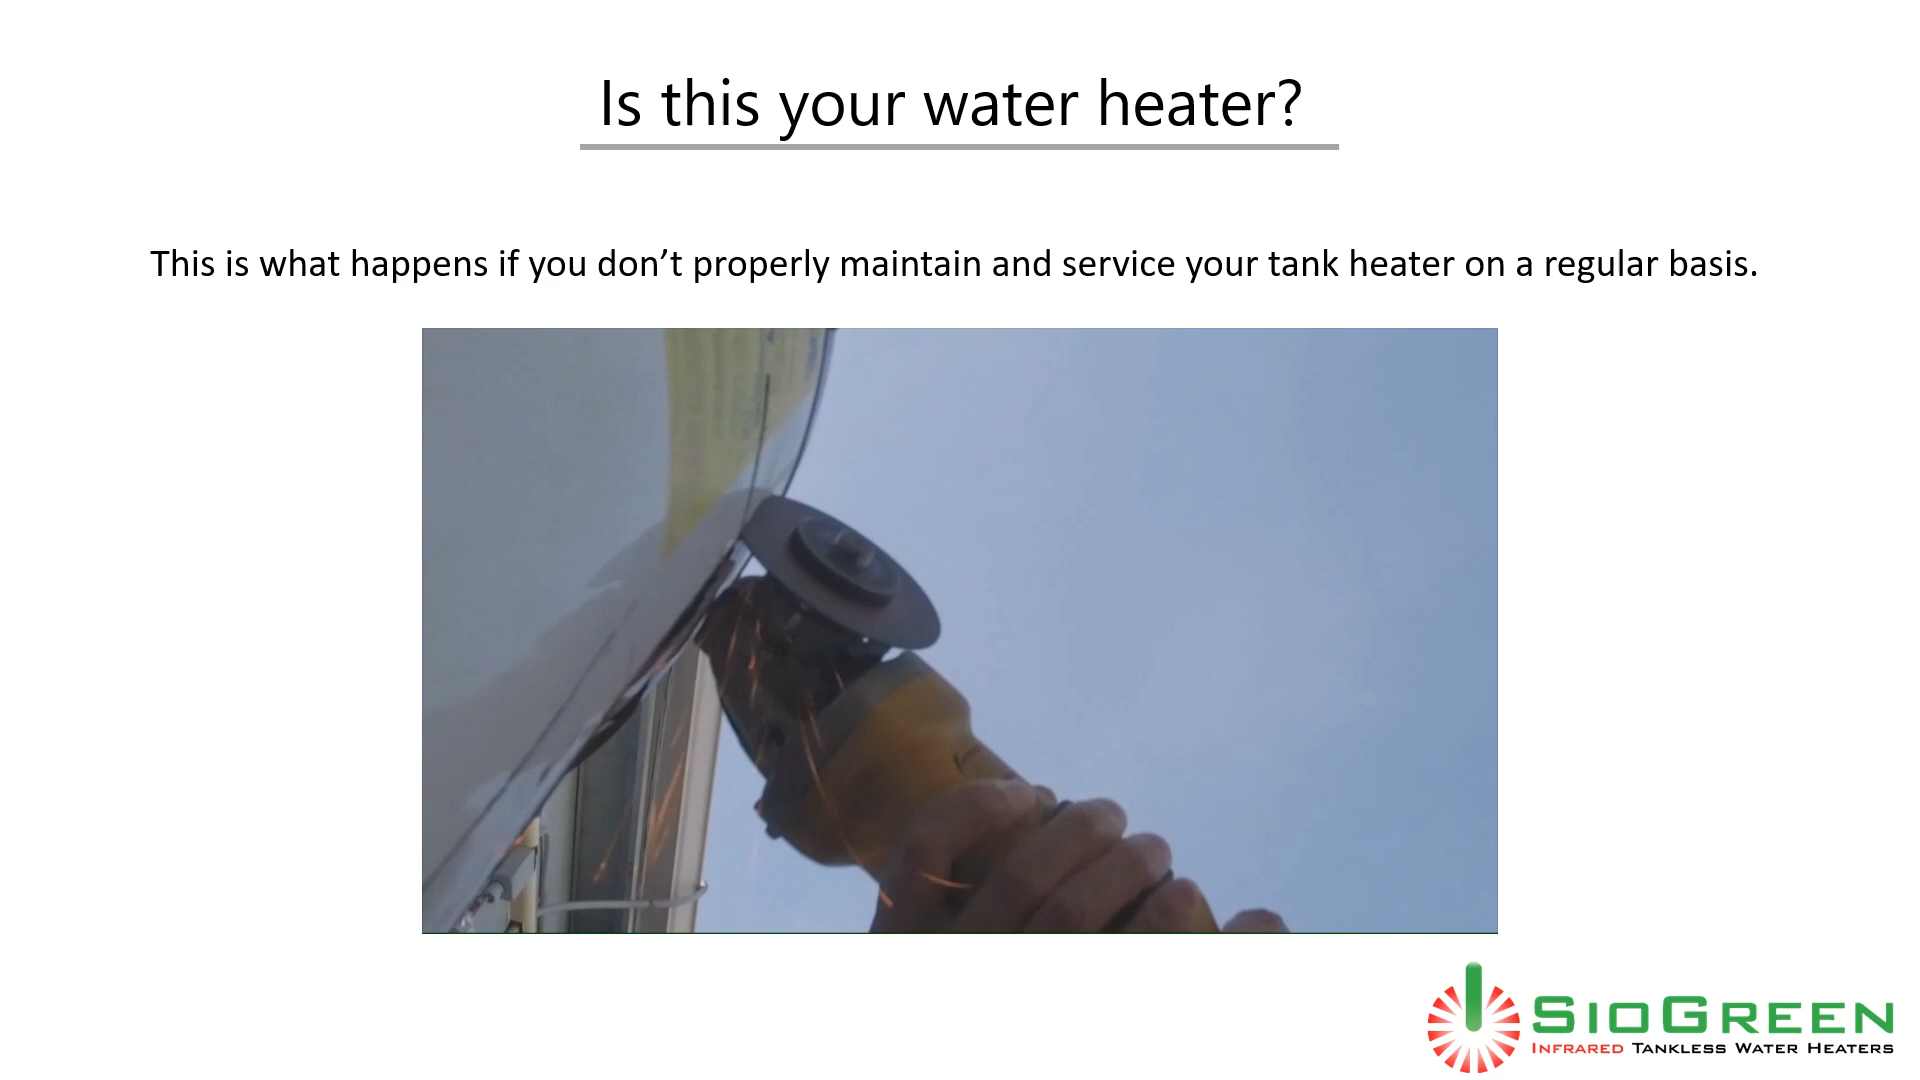 Is this your water heater?
This is what happens if you don’t properly maintain and service your tank heater on a regular basis.
SIOGREEN
INFRARED TANKLESS WATER HEATERS